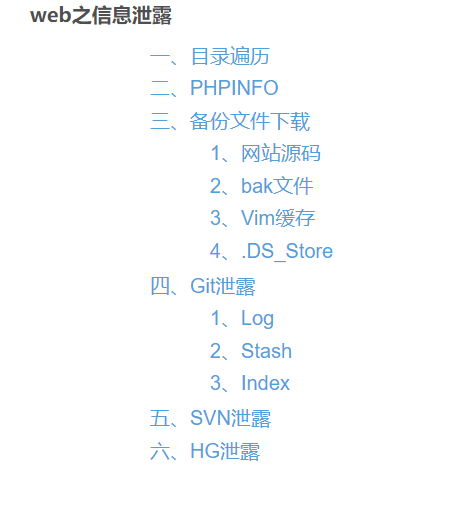 web之信息泄露
一、目录遍历
二、PHPINFO
三、备份文件下载
1、网站源码
2、bak文件
3、Vim缓存
4、.DS_Store
四、Git泄露
1、Log
2、Stash
3、Index
五、SVN泄露
六、HG泄露